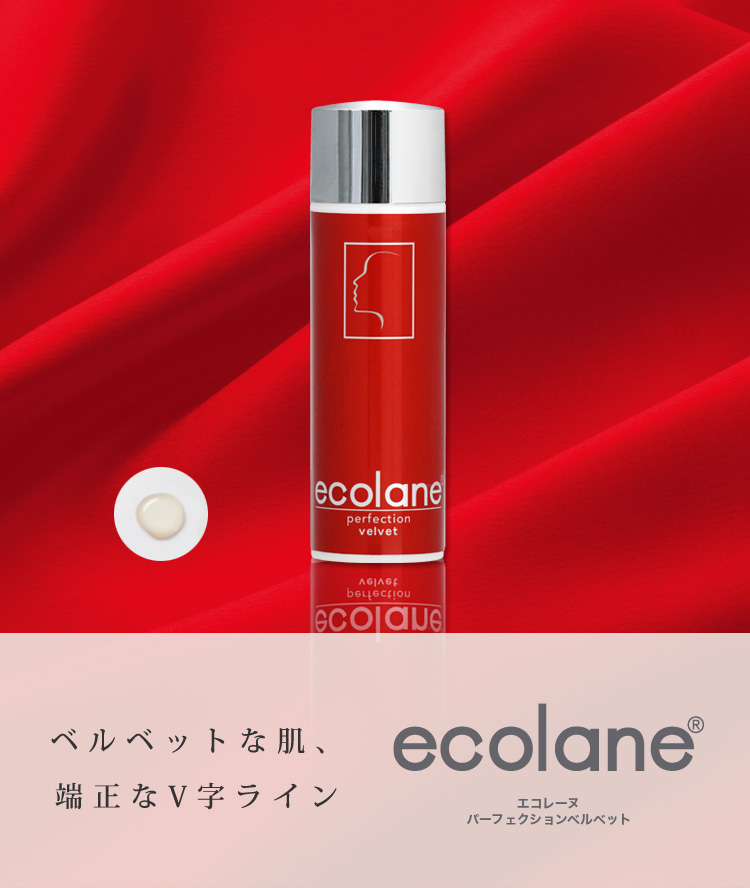 ecolane®
perfection
velvet
velvet
perfection
ecolane
ベルベットな肌、
端正なV字ライン
ecolane®
エコレーヌ
パーフェクションベルベット